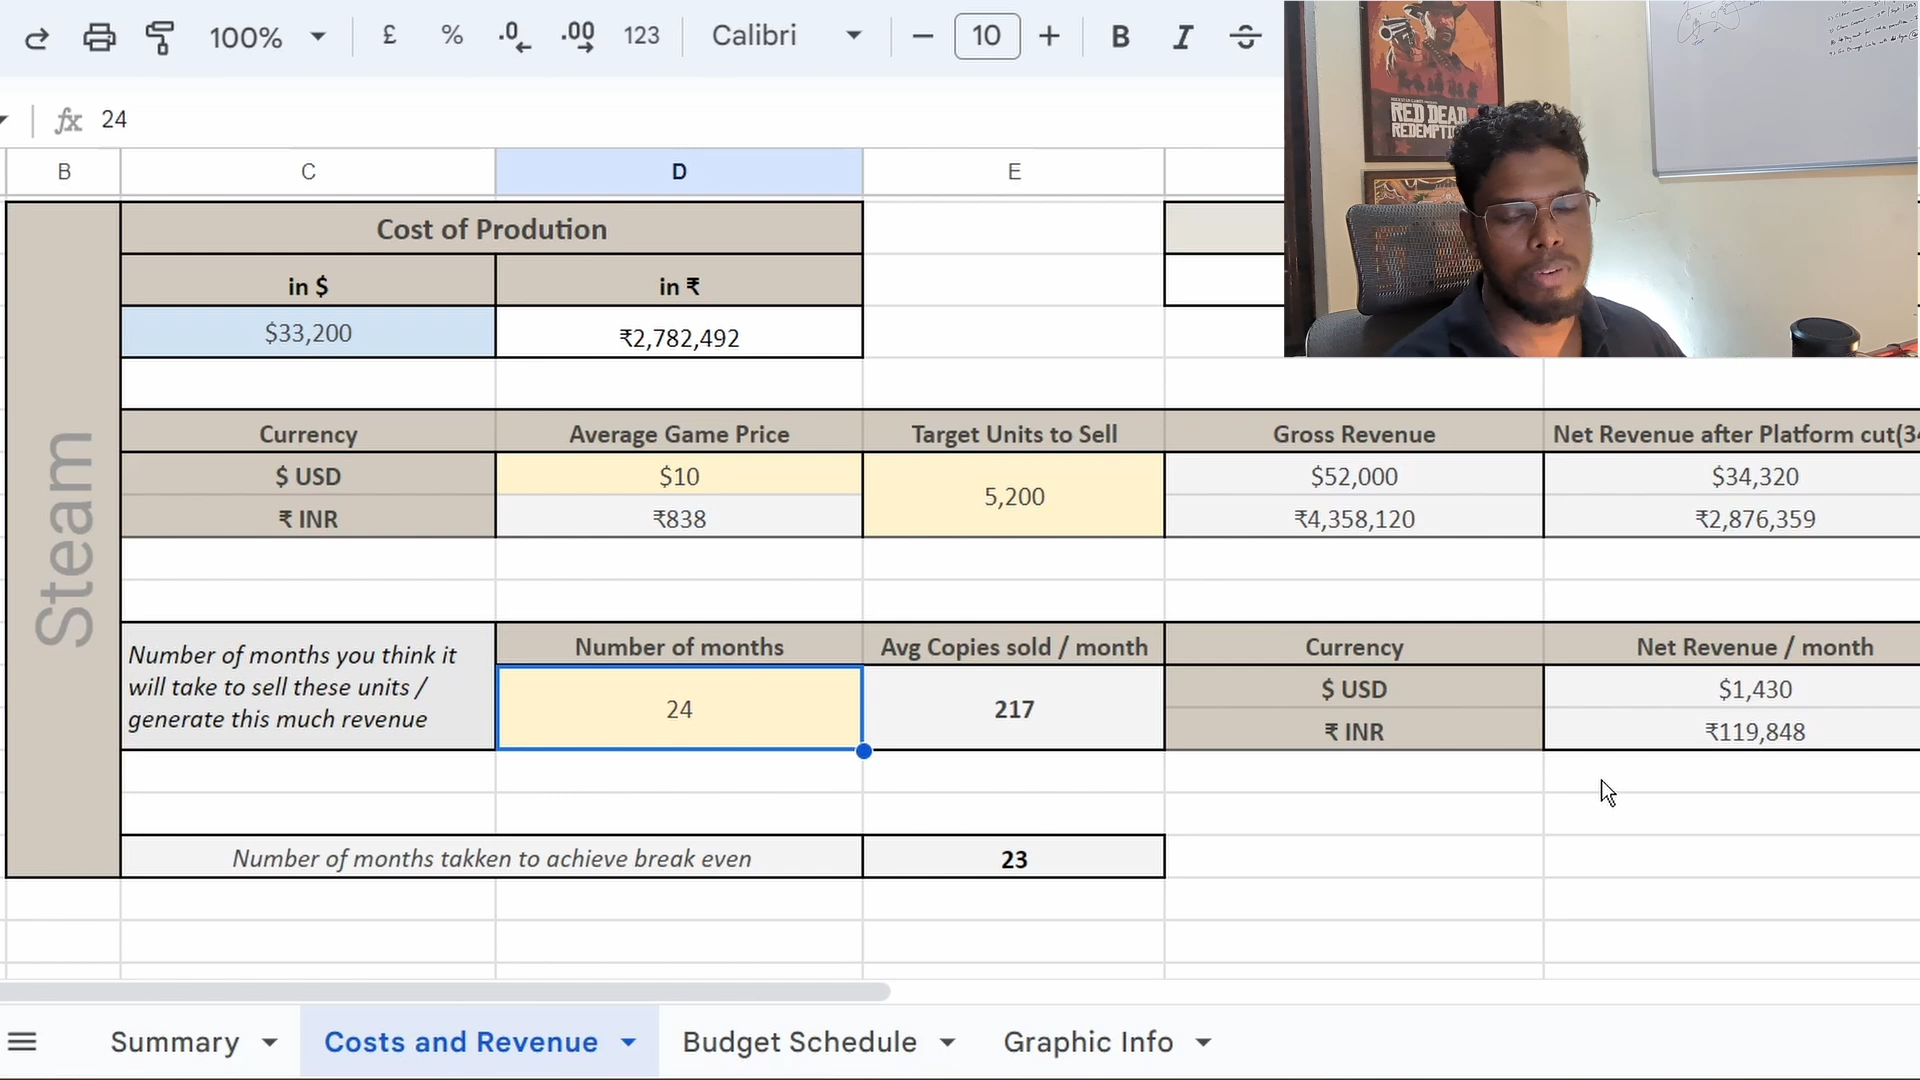 100%
£
%
.0
.00
123
Calibri
10
B
I
S
fx
24
B
C
D
E
RED DEAD
Steam
Cost of Prodution
in $
in ₹
$33,200
₹2,782,492
Currency
Average Game Price
Target Units to Sell
Gross Revenue
Net Revenue after Platform cut(3
$ USD
$10
5,200
$52,000
$34,320
₹ INR
₹838
₹4,358,120
₹2,876,359
Number of months you think it
will take to sell these units /
generate this much revenue
Number of months
Avg Copies sold / month
Currency
Net Revenue / month
24
217
$ USD
$1,430
₹ INR
₹119,848
Number of months takken to achieve break even
23
Summary
Costs and Revenue
Budget Schedule
Graphic Info